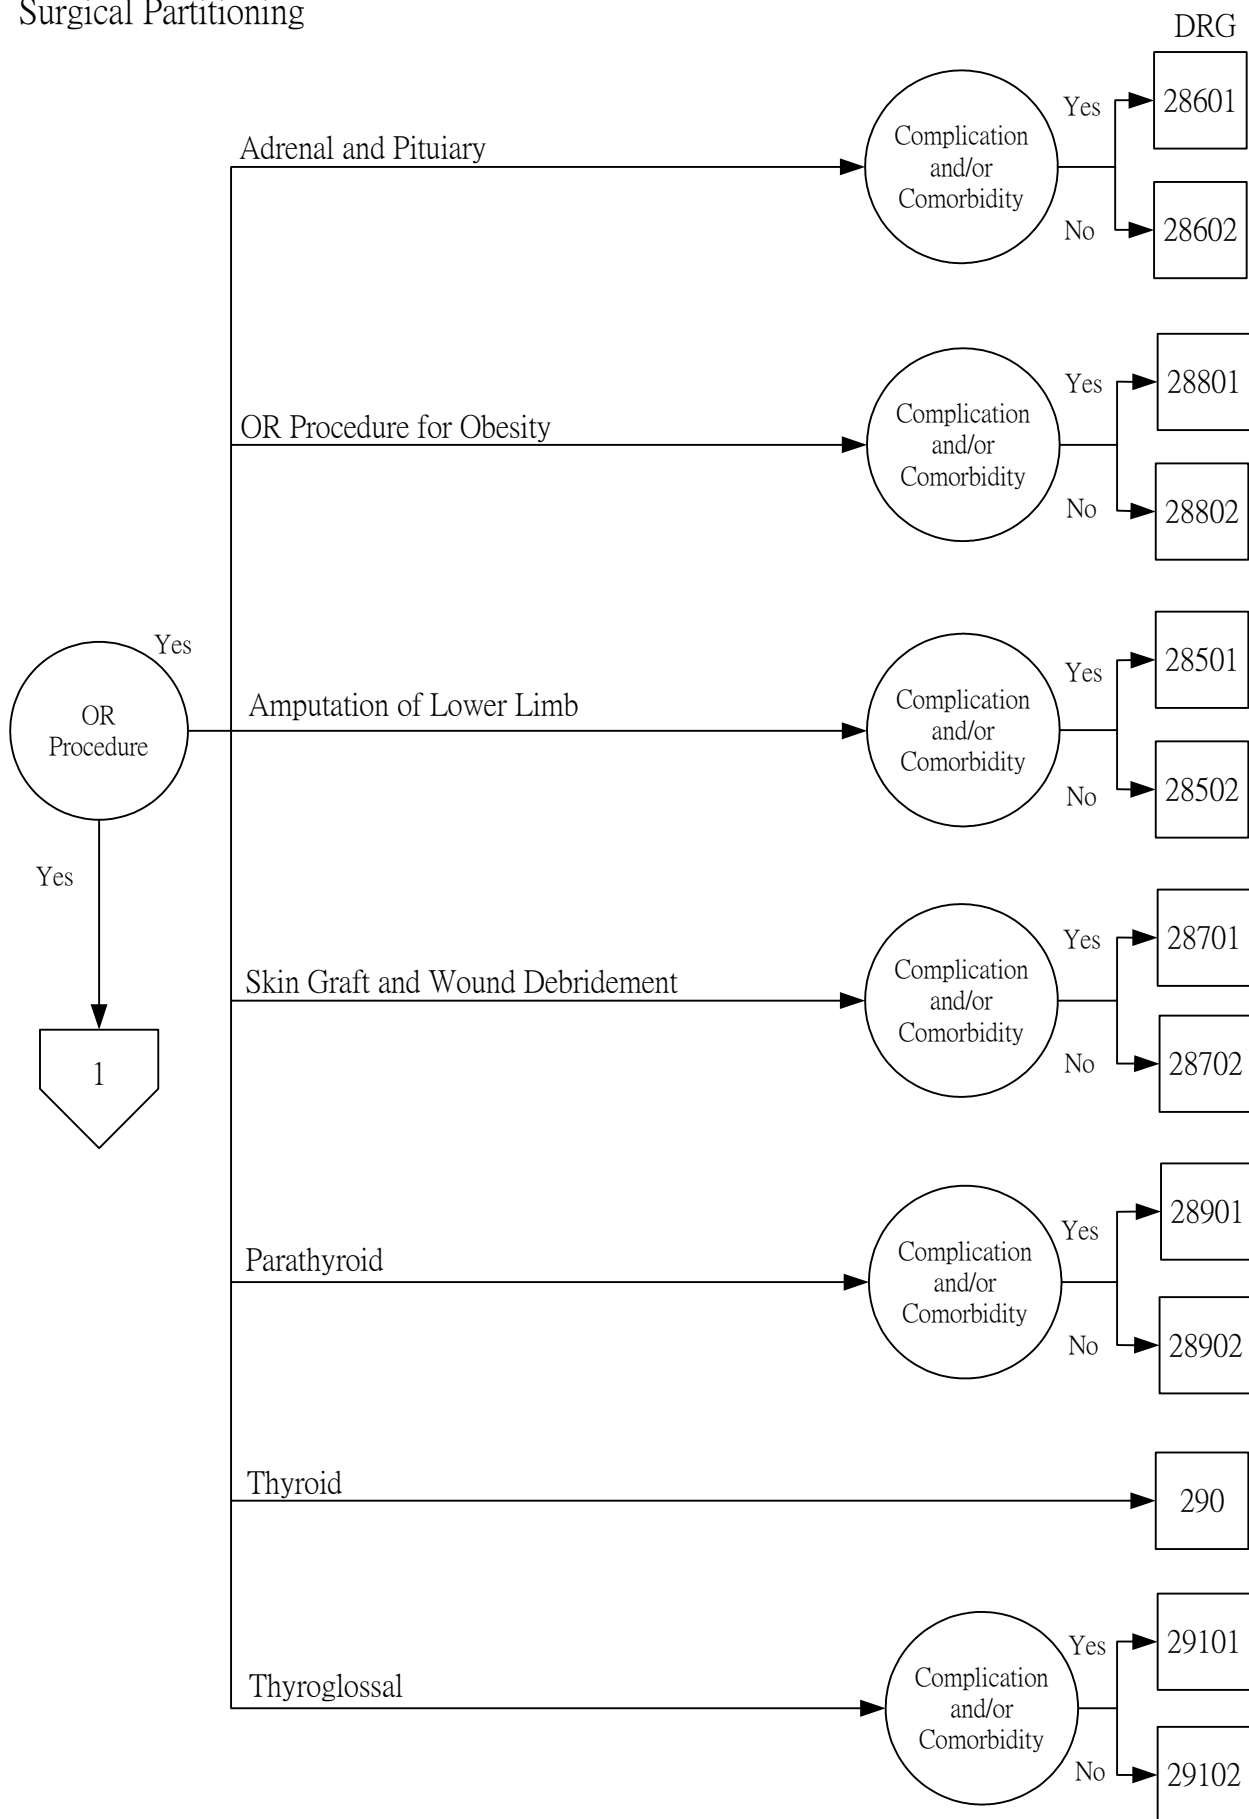 Surgical Partitioning
DRG
Adrenal and Pituiary
Complication
and/or
Comorbidity
Yes
28601
No
28602
OR Procedure for Obesity
Complication
and/or
Comorbidity
Yes
28801
No
28802
Yes
OR
Procedure
Amputation of Lower Limb
Complication
and/or
Comorbidity
Yes
28501
No
28502
Yes
1
Skin Graft and Wound Debridement
Complication
and/or
Comorbidity
Yes
28701
No
28702
Parathyroid
Complication
and/or
Comorbidity
Yes
28901
No
28902
Thyroid
290
Thyroglossal
Complication
and/or
Comorbidity
Yes
29101
No
29102